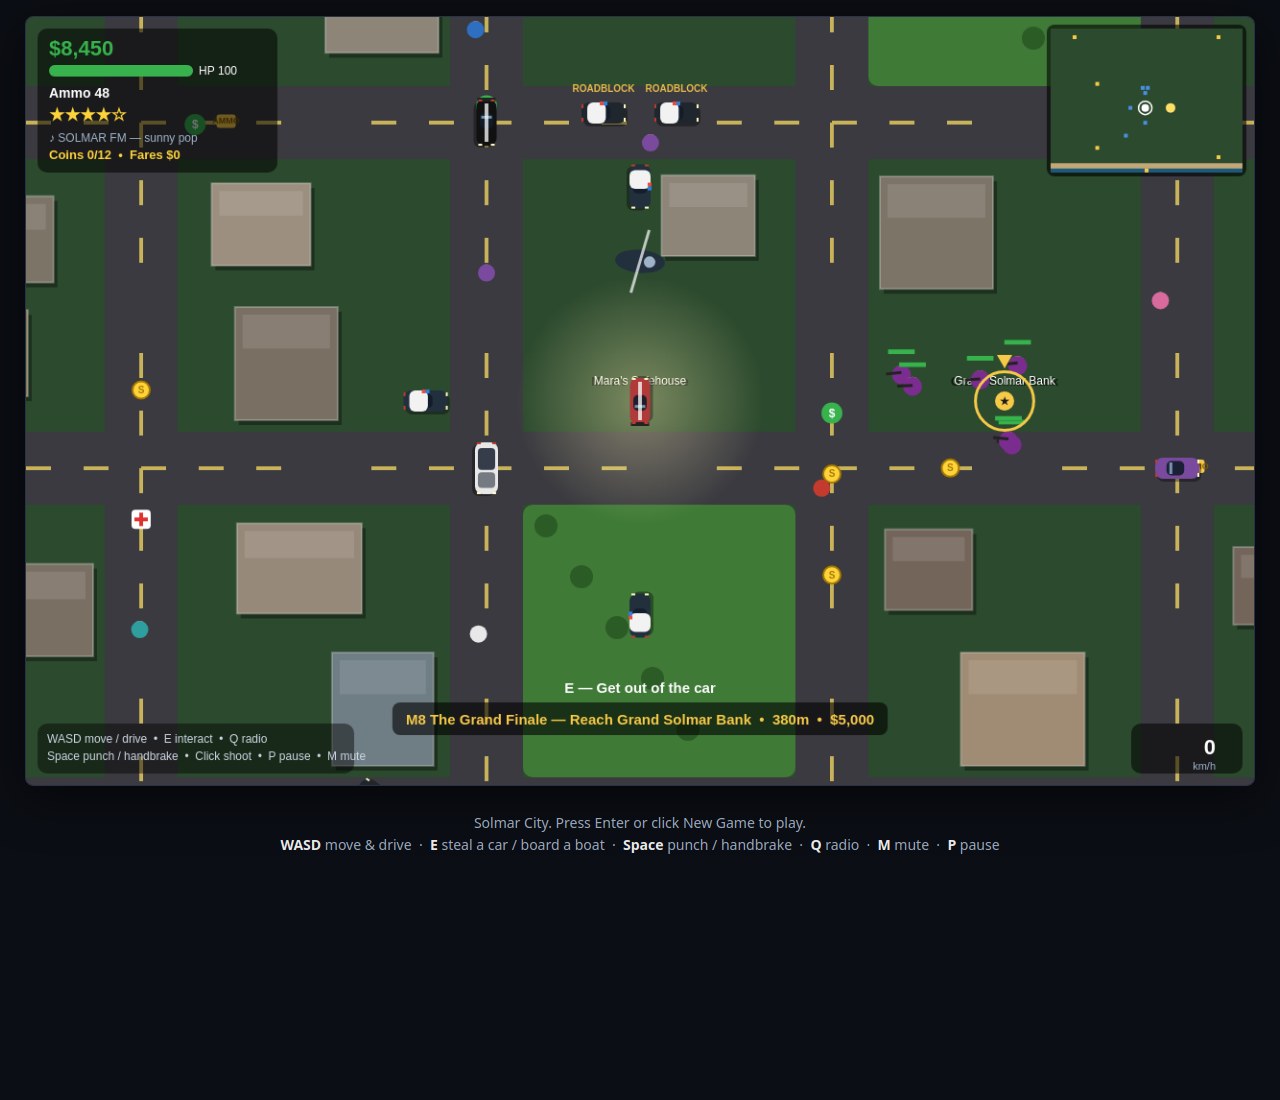 $8,450
HP 100
Ammo 48
★★★★☆
♪ SOLMAR FM — sunny pop
Coins 0/12 • Fares $0
ROADBLOCK ROADBLOCK
Mara's
Solmar Bank
E — Get out of the car
M8 The Grand Finale — Reach Grand Solmar Bank • 380m • $5,000
WASD move / drive • E interact • Q radio
Space punch / handbrake • Click shoot • P pause • M mute
0
km/h
Solmar City. Press Enter or click New Game to play.
WASD move & drive · E steal a car / board a boat · Space punch / handbrake · Q radio · M mute · P pause